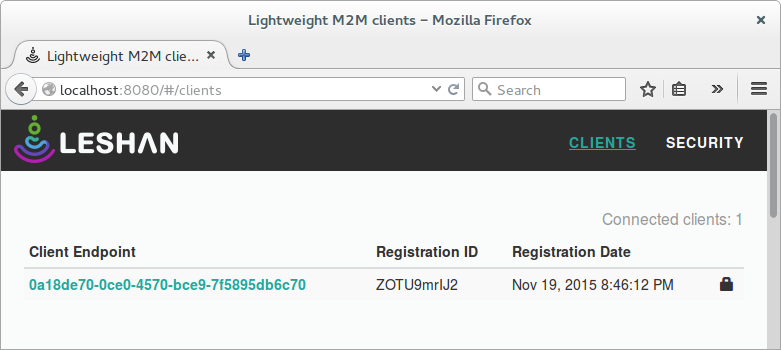 Lightweight M2M clients – Mozilla Firefox
Lightweight M2M clie...
localhost:8080/#/clients
Search
LESHAN CLIENTS SECURITY
Connected clients: 1
Client Endpoint Registration ID Registration Date
0a18de70-0ce0-4570-bce9-7f5895db6c70 ZOTU9mrIJ2 Nov 19, 2015 8:46:12 PM